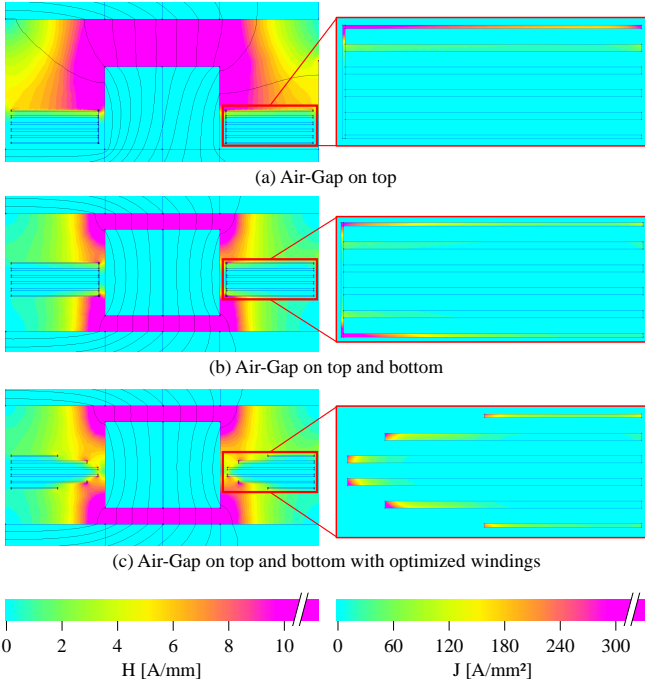 (a) Air-Gap on top
(b) Air-Gap on top and bottom
(c) Air-Gap on top and bottom with optimized windings
0 2 4 6 8 10
H [A/mm]
0 60 120 180 240 300
J [A/mm²]